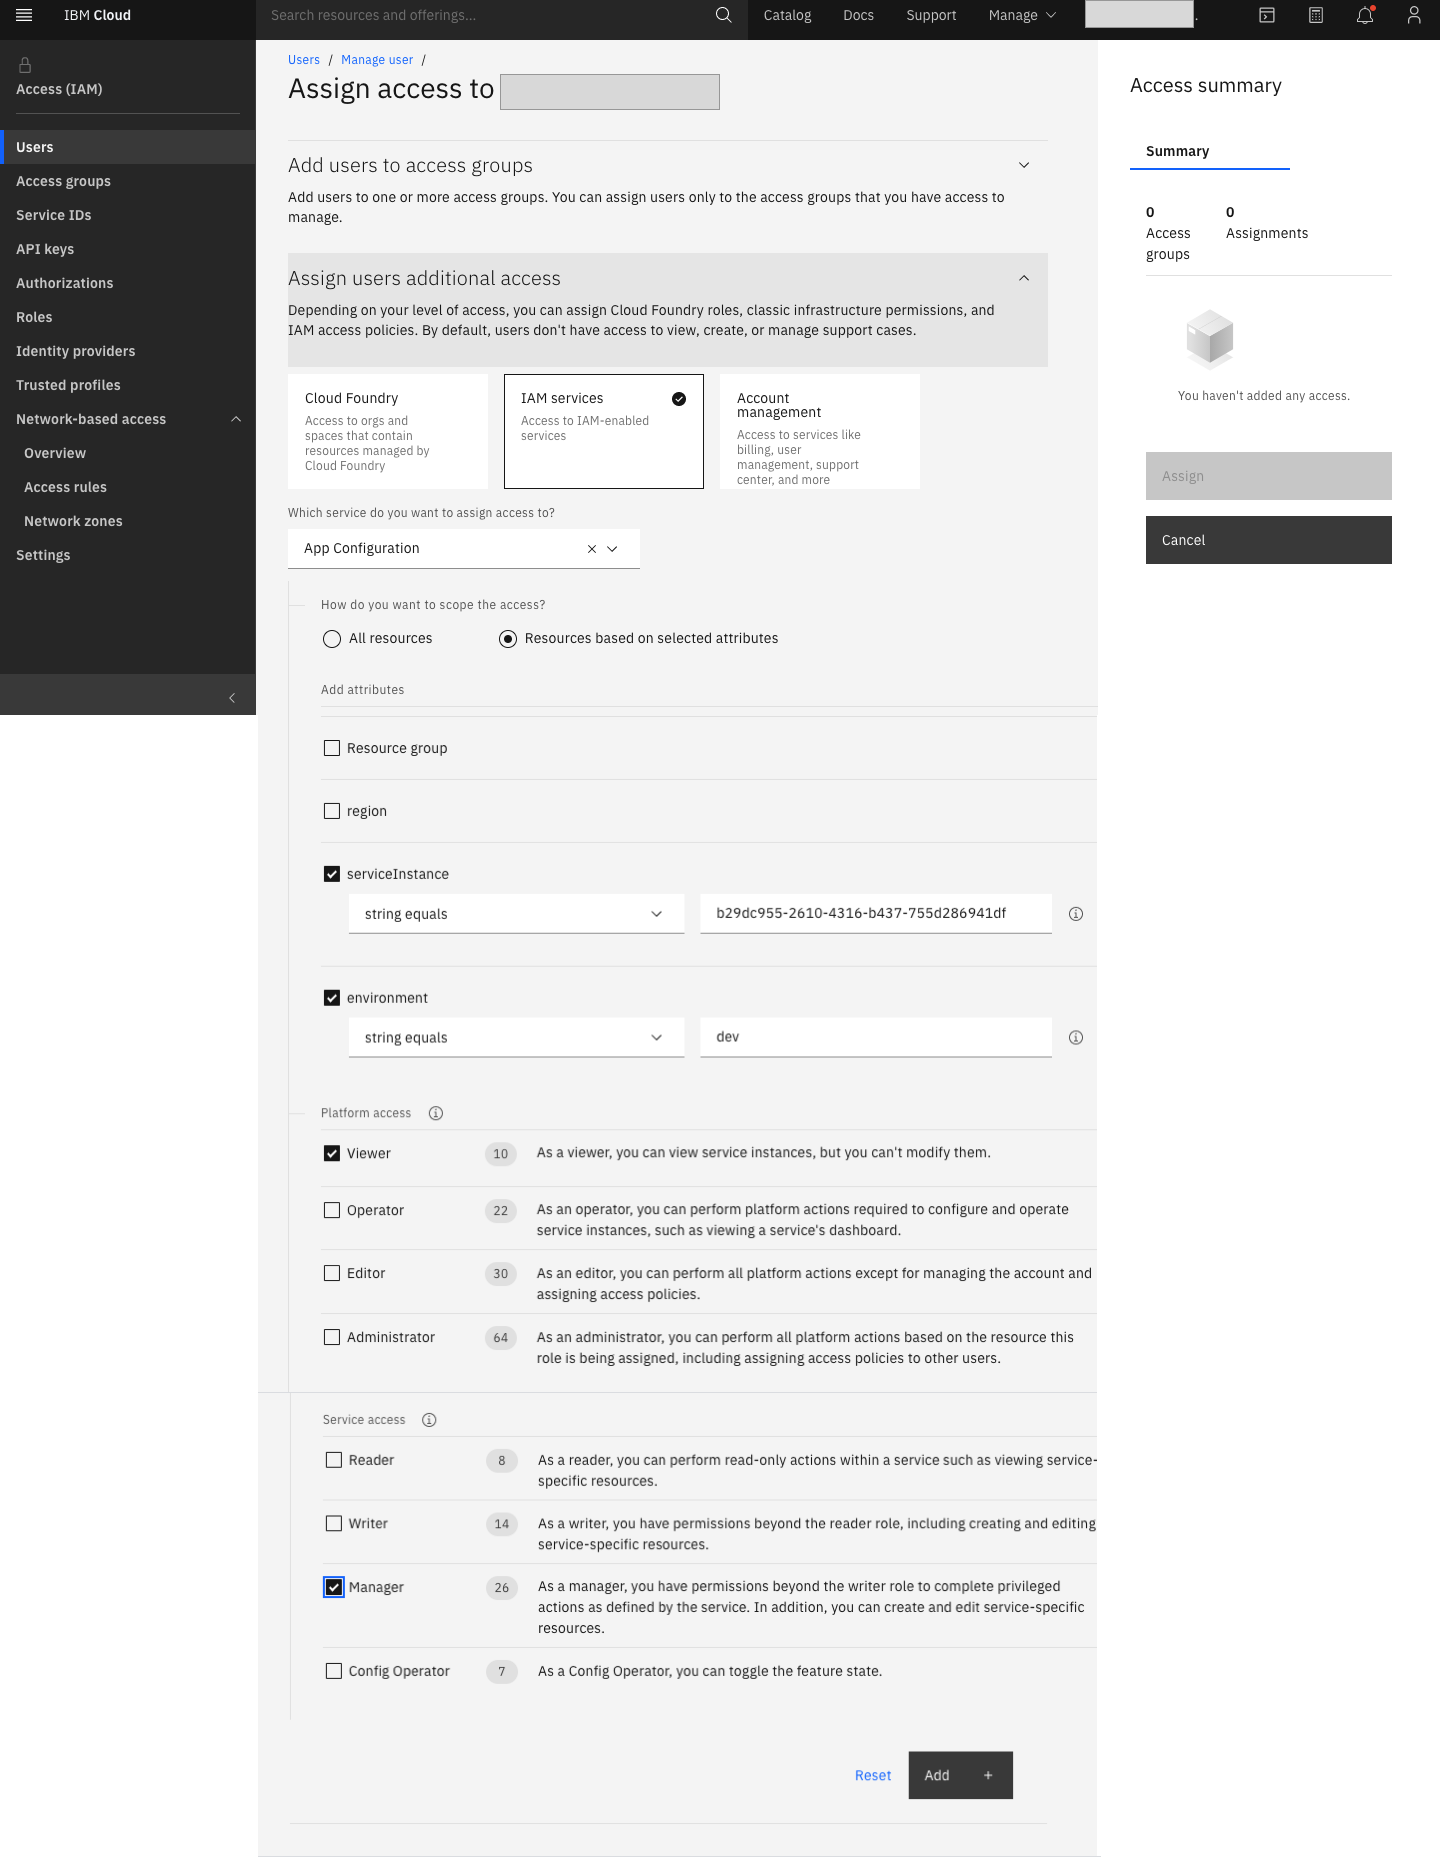 IBM Cloud
Search resources and offerings...
Catalog
Docs
Support
Manage
.
Access (IAM)
Users
Access groups
Service IDs
API keys
Authorizations
Roles
Identity providers
Trusted profiles
Network-based access
Overview
Access rules
Network zones
Settings
Users / Manage user /
Assign access to
Add users to access groups
Add users to one or more access groups. You can assign users only to the access groups that you have access to
manage.
Assign users additional access
Depending on your level of access, you can assign Cloud Foundry roles, classic infrastructure permissions, and
IAM access policies. By default, users don't have access to view, create, or manage support cases.
Cloud Foundry
Access to orgs and
spaces that contain
resources managed by
Cloud Foundry
IAM services
Access to IAM-enabled
services
Account
management
Access to services like
billing, user
management, support
center, and more
Which service do you want to assign access to?
App Configuration
How do you want to scope the access?
All resources
Resources based on selected attributes
Add attributes
Resource group
region
serviceInstance
string equals
b29dc955-2610-4316-b437-755d286941df
environment
string equals
dev
Platform access
Viewer
10
As a viewer, you can view service instances, but you can't modify them.
Operator
22
As an operator, you can perform platform actions required to configure and operate
service instances, such as viewing a service's dashboard.
Editor
30
As an editor, you can perform all platform actions except for managing the account and
assigning access policies.
Administrator
64
As an administrator, you can perform all platform actions based on the resource this
role is being assigned, including assigning access policies to other users.
Service access
Reader
8
As a reader, you can perform read-only actions within a service such as viewing service-
specific resources.
Writer
14
As a writer, you have permissions beyond the reader role, including creating and editing
service-specific resources.
Manager
26
As a manager, you have permissions beyond the writer role to complete privileged
actions as defined by the service. In addition, you can create and edit service-specific
resources.
Config Operator
7
As a Config Operator, you can toggle the feature state.
Reset
Add +
Access summary
Summary
0
Access
groups
0
Assignments
You haven't added any access.
Assign
Cancel